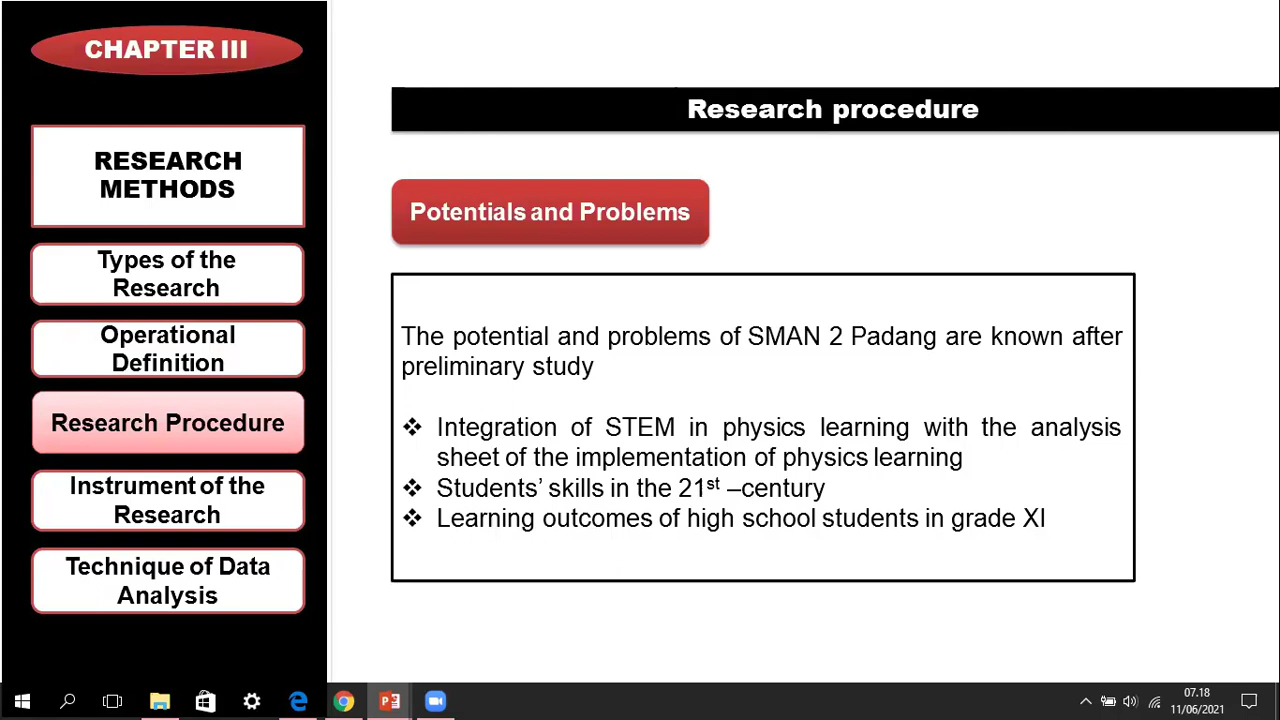 CHAPTER III
RESEARCH
METHODS
Types of the
Research
Operational
Definition
Research Procedure
Instrument of the
Research
Technique of Data
Analysis
Research procedure
Potentials and Problems
The potential and problems of SMAN 2 Padang are known after
preliminary study
❖ Integration of STEM in physics learning with the analysis
sheet of the implementation of physics learning
❖ Students’ skills in the 21st –century
❖ Learning outcomes of high school students in grade XI
07.18
11/06/2021